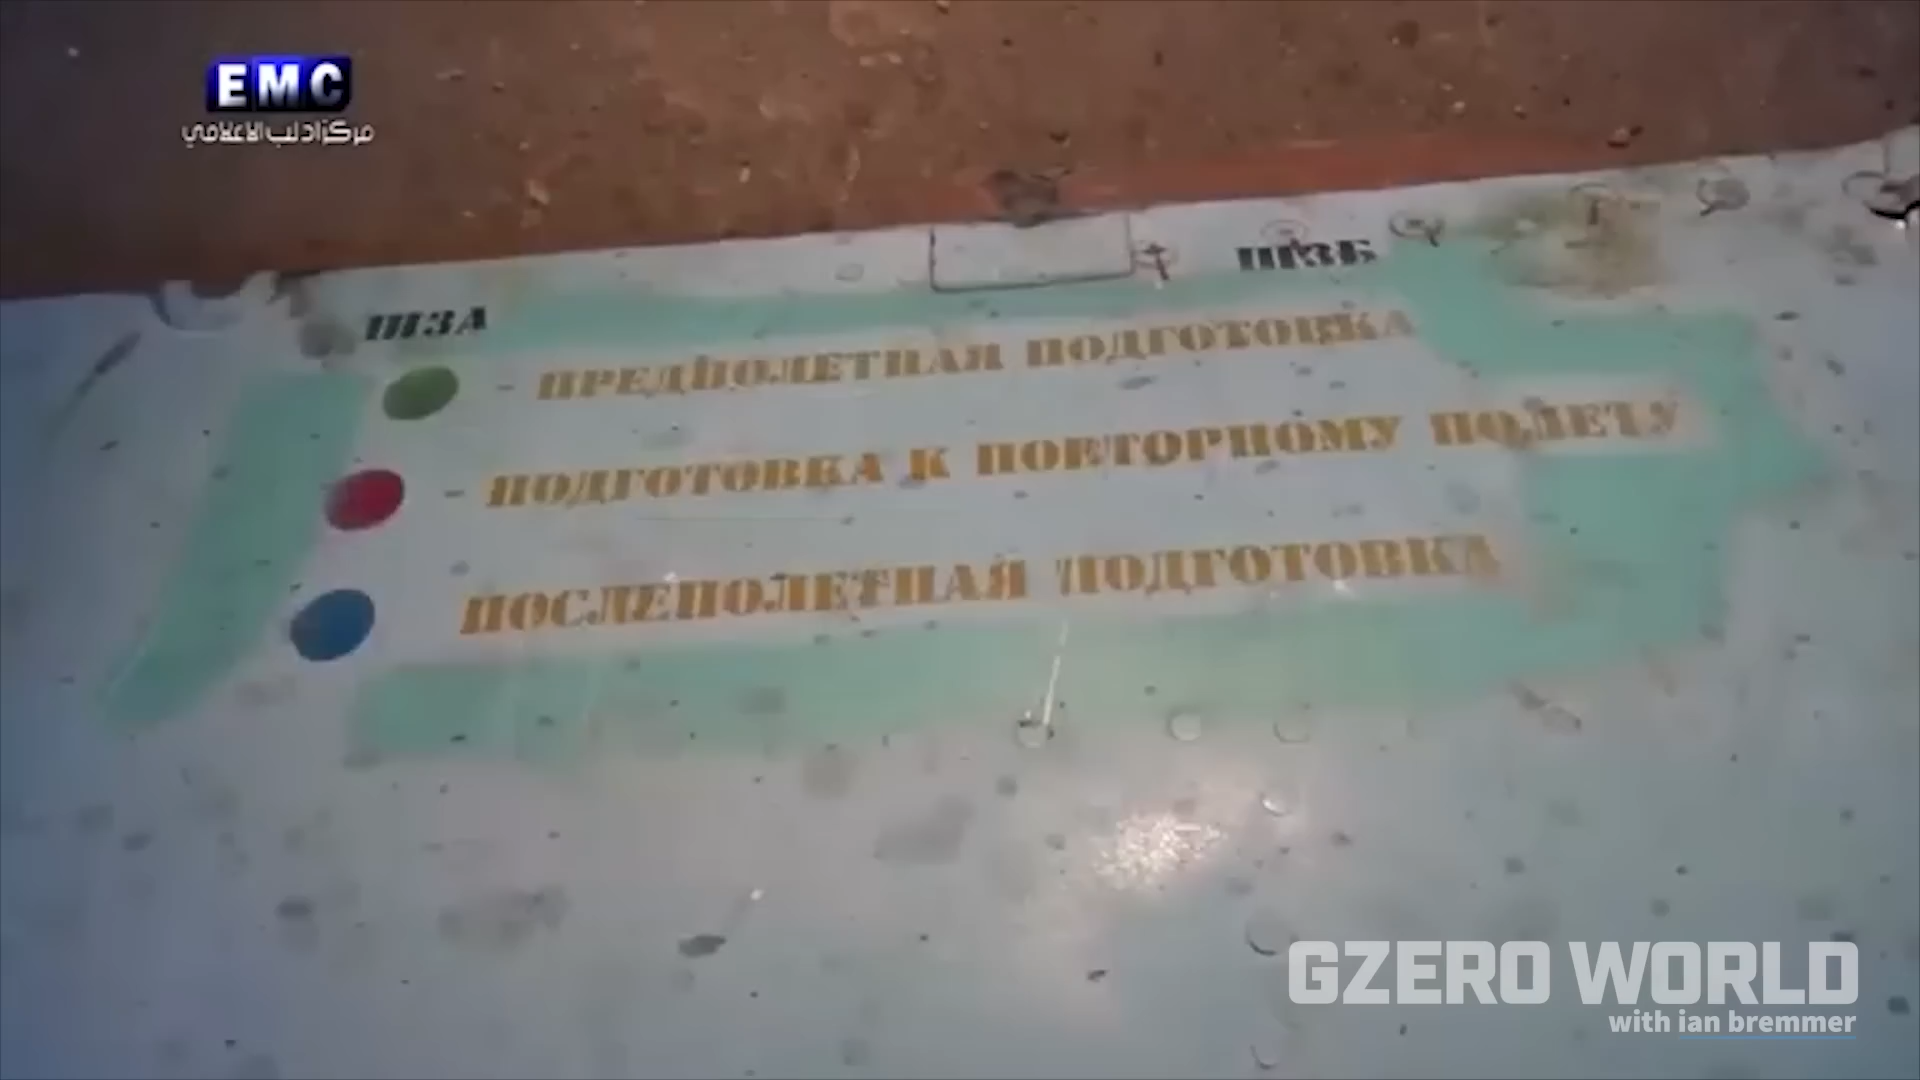 EMC
مركز ادلب الاعلامي
ШЗА
ШЗБ
- ПРЕДПОЛЕТНАЯ ПОДГОТОВКА
- ПОДГОТОВКА К ПОВТОРНОМУ ПОЛЕТУ
ПОСЛЕПОЛЕТНАЯ ПОДГОТОВКА
GZERO WORLD
with ian bremmer